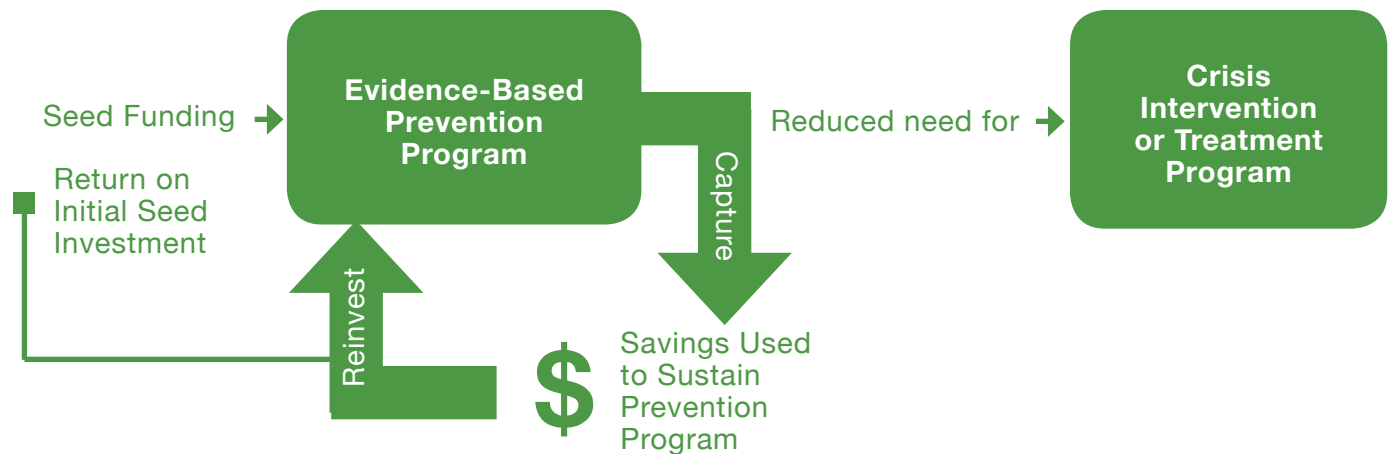 Seed Funding
Evidence-Based
Prevention
Program
Reduced need for
Crisis
Intervention
or Treatment
Program
Return on
Initial Seed
Investment
Capture
Reinvest
$
Savings Used
to Sustain
Prevention
Program